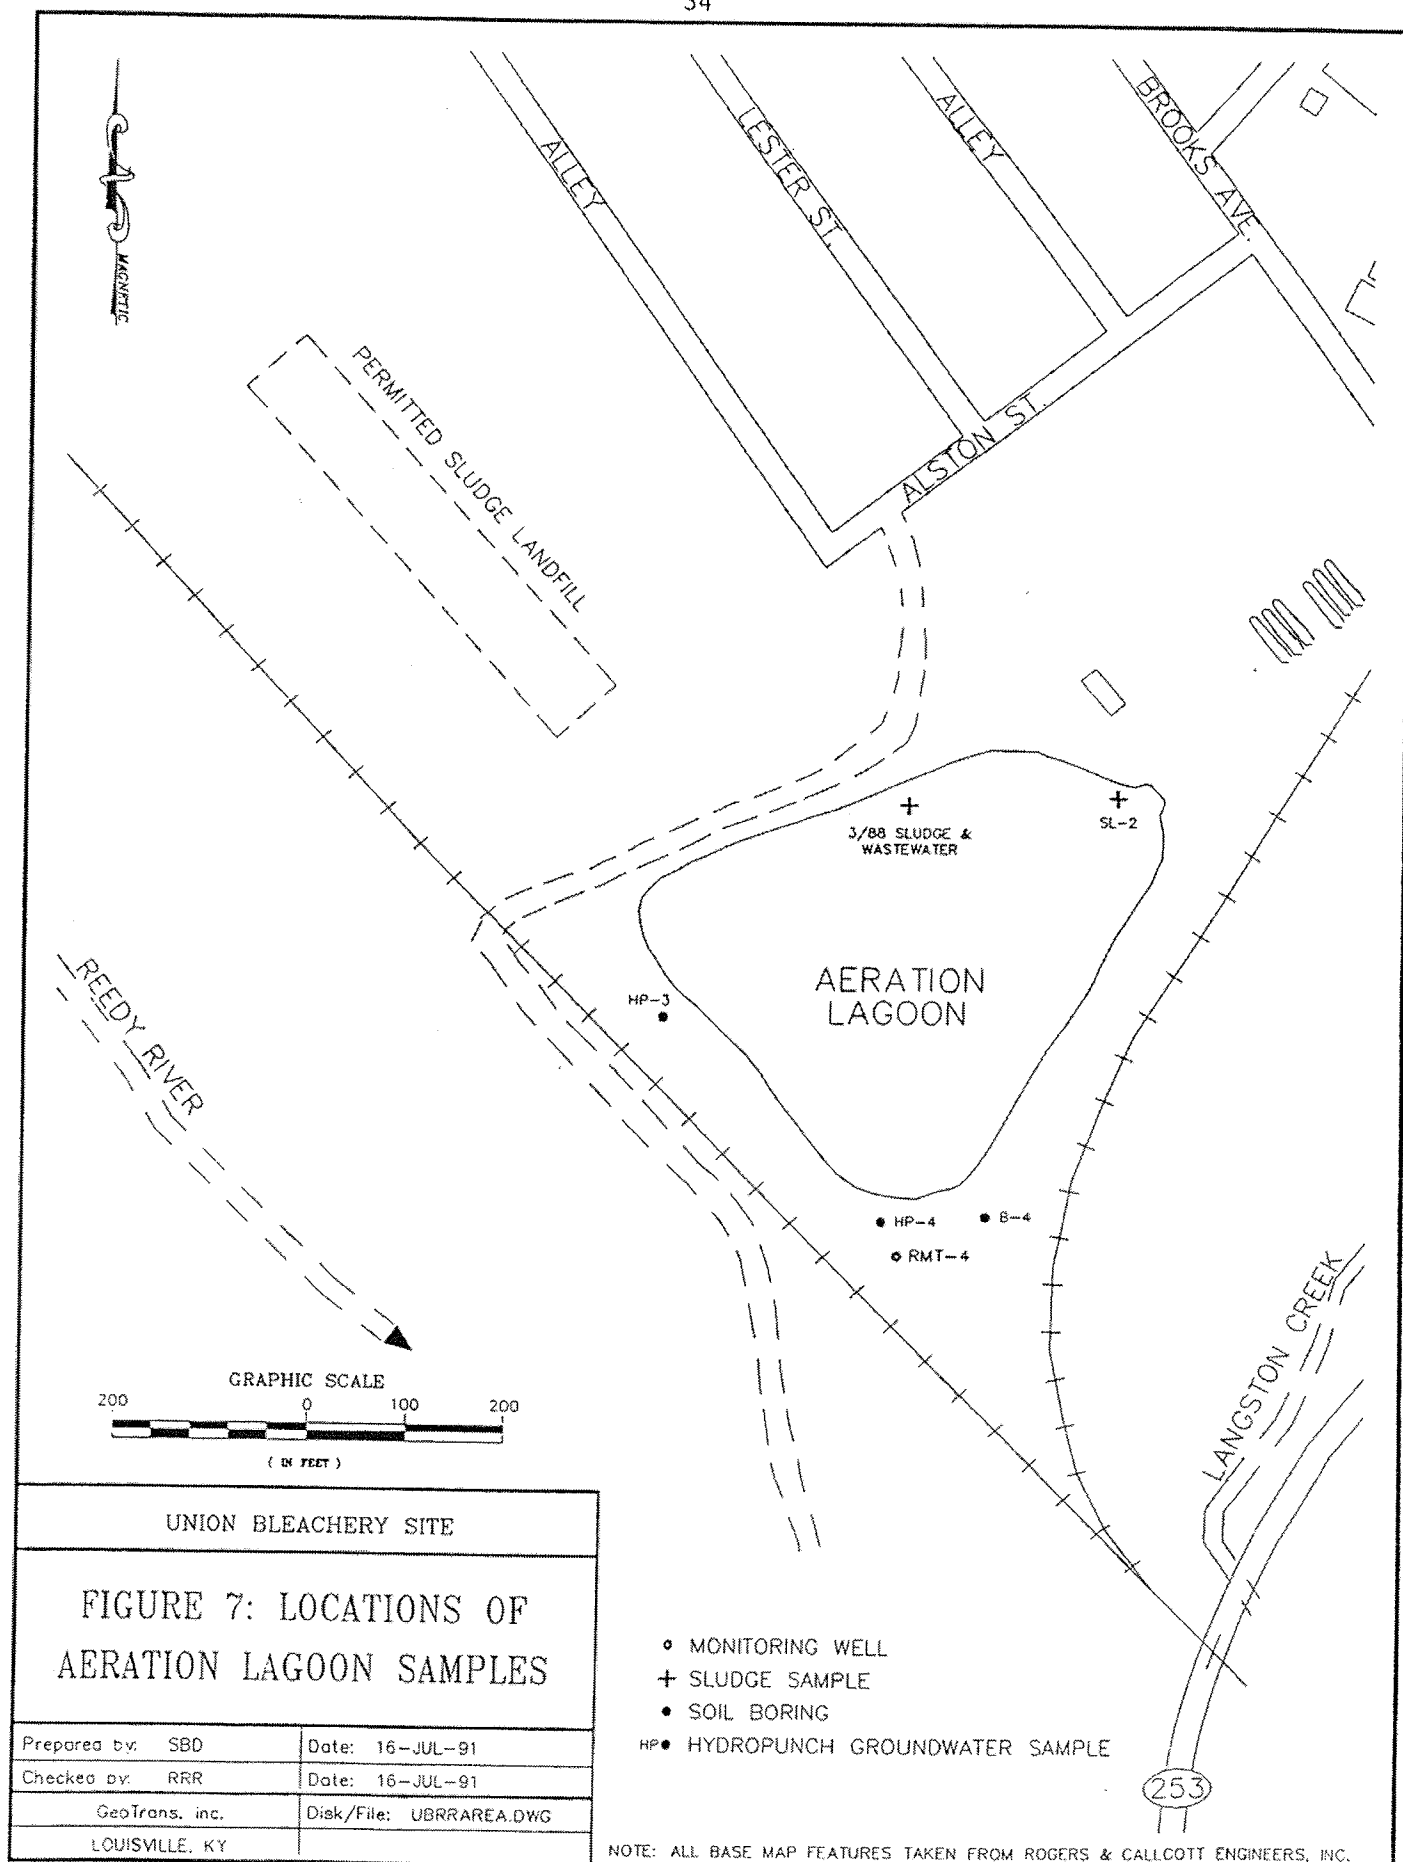 34
MAGNETIC
ALLEY
LESTER ST.
ALLEY
BROOKS AVE.
PERMITTED SLUDGE LANDFILL
ALSTON ST.
3/88 SLUDGE &
WASTEWATER
SL-2
AERATION
LAGOON
HP-3
REEDY RIVER
HP-4
B-4
RMT-4
LANGSTON CREEK
GRAPHIC SCALE
200 0 100 200
( IN FEET )
UNION BLEACHERY SITE
FIGURE 7: LOCATIONS OF
AERATION LAGOON SAMPLES
Prepared by: SBD Date: 16-JUL-91
Checked by: RRR Date: 16-JUL-91
GeoTrans, inc. Disk/File: UBRRAREA.DWG
LOUISVILLE, KY
MONITORING WELL
SLUDGE SAMPLE
SOIL BORING
HP HYDROPUNCH GROUNDWATER SAMPLE
253
NOTE: ALL BASE MAP FEATURES TAKEN FROM ROGERS & CALLCOTT ENGINEERS, INC.